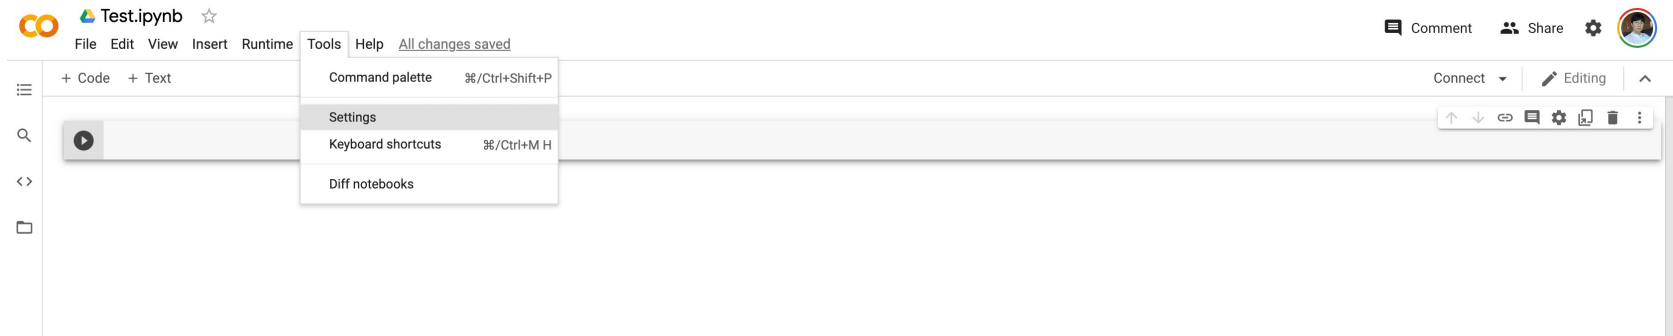 Test.ipynb
File Edit View Insert Runtime Tools Help All changes saved
Comment Share
+ Code + Text
Connect Editing
Command palette ⌘/Ctrl+Shift+P
Settings
Keyboard shortcuts ⌘/Ctrl+M H
Diff notebooks